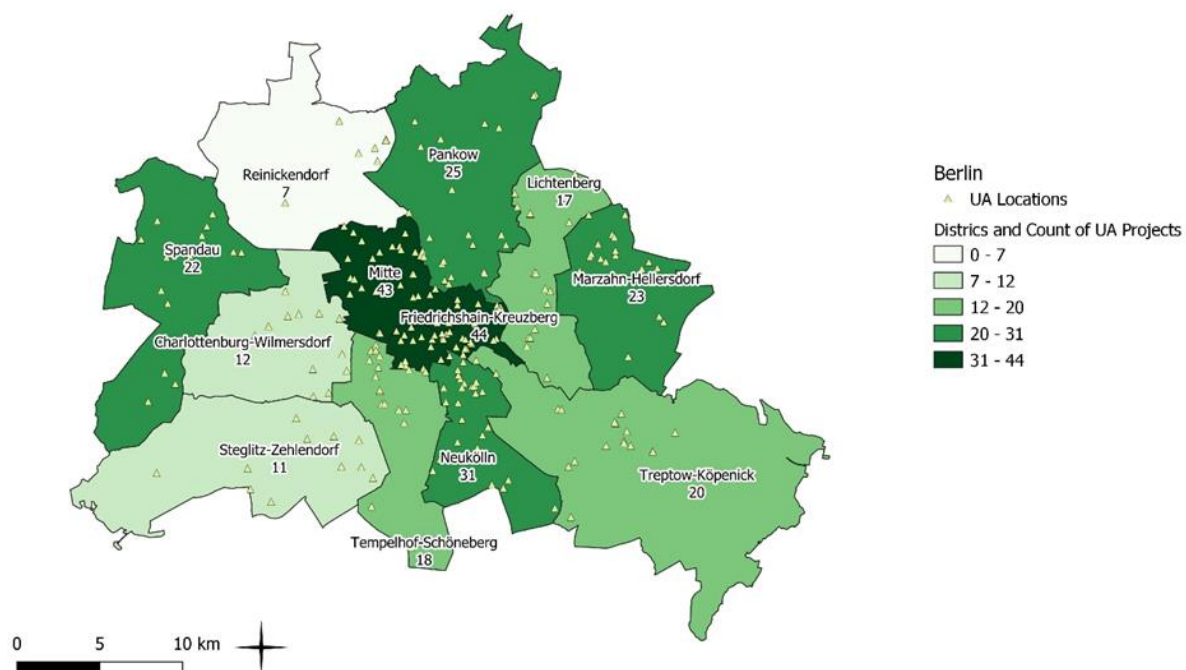 Reinickendorf
7
Pankow
25
Lichtenberg
17
Spandau
22
Mitte
43
Marzahn-Hellersdorf
23
Friedrichshain-Kreuzberg
44
Charlottenburg-Wilmersdorf
12
Steglitz-Zehlendorf
11
Neukölln
31
Treptow-Köpenick
20
Tempelhof-Schöneberg
18
Berlin
UA Locations
Districs and Count of UA Projects
0 - 7
7 - 12
12 - 20
20 - 31
31 - 44
0 5 10 km